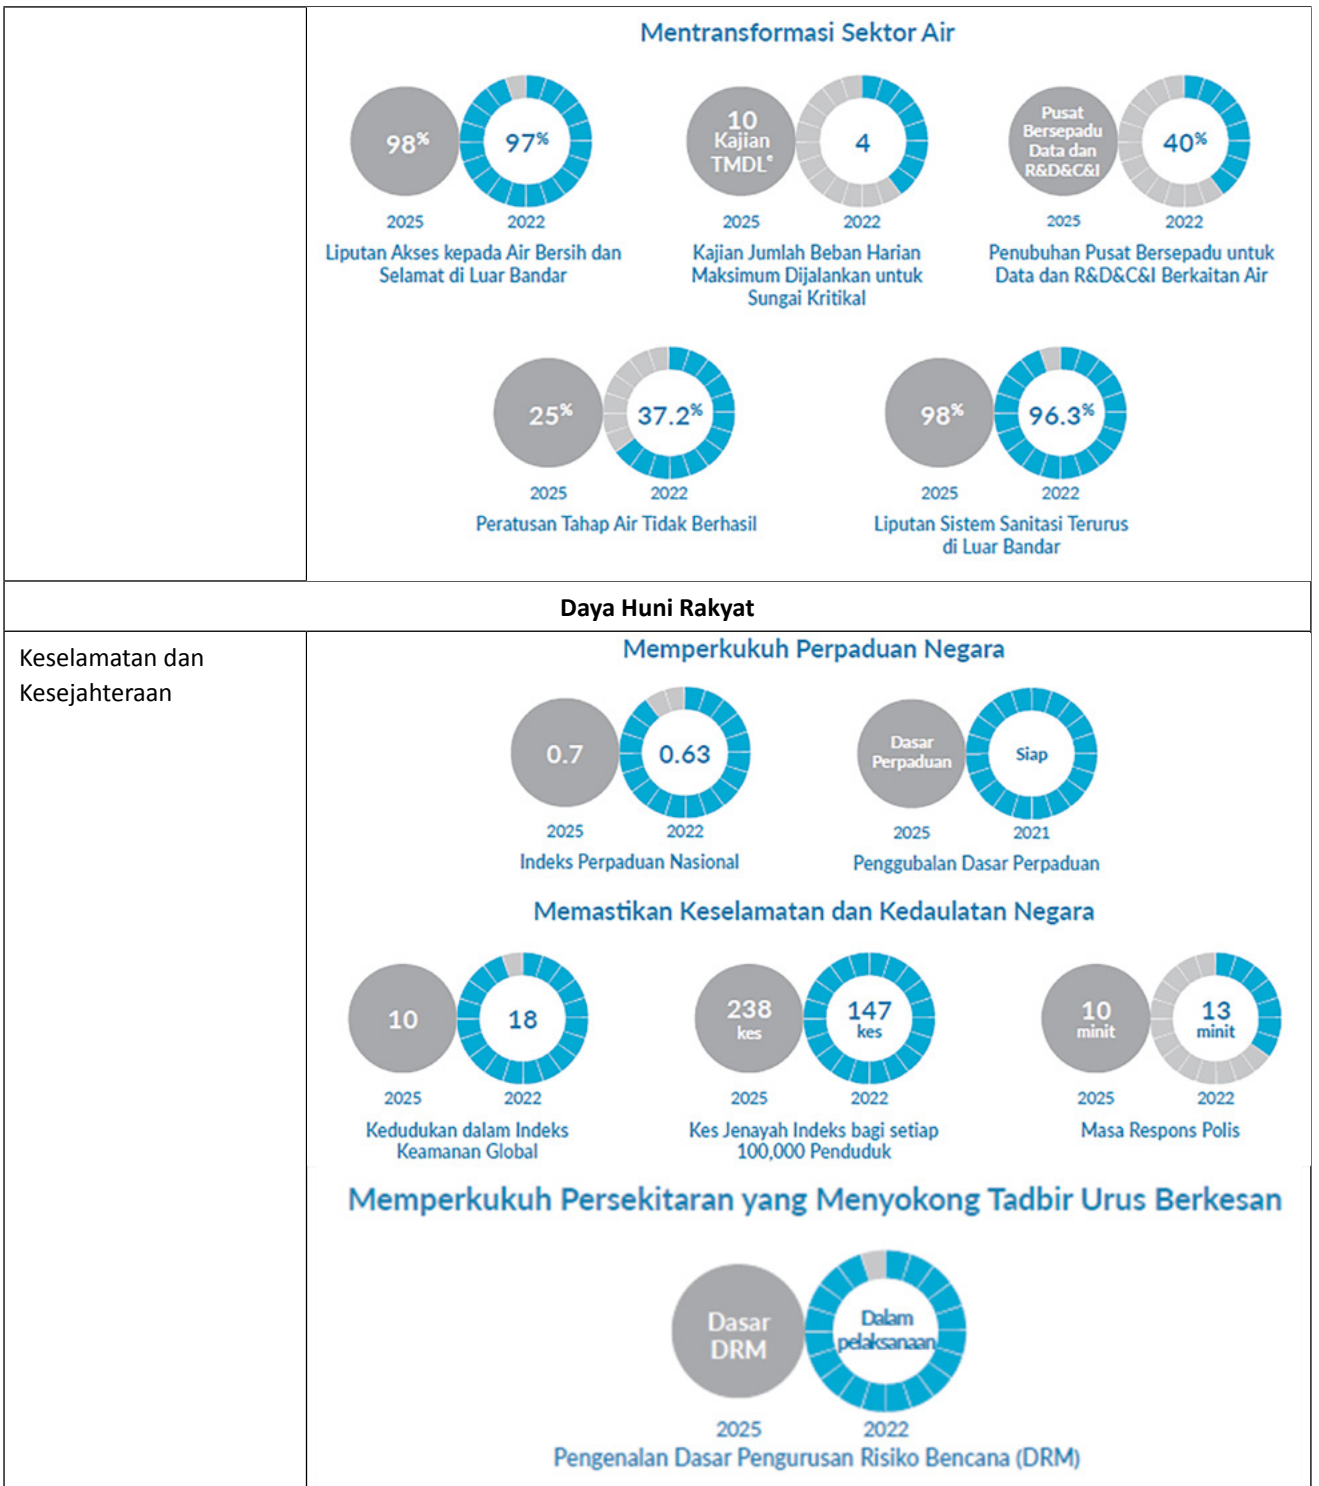 Mentransformasi Sektor Air
98%
97%
2025
2022
Liputan Akses kepada Air Bersih dan
Selamat di Luar Bandar
10
Kajian
TMDLe
4
2025
2022
Kajian Jumlah Beban Harian
Maksimum Dijalankan untuk
Sungai Kritikal
Pusat
Bersepadu
Data dan
R&D&C&I
40%
2025
2022
Penubuhan Pusat Bersepadu untuk
Data dan R&D&C&I Berkaitan Air
25%
37.2%
2025
2022
Peratusan Tahap Air Tidak Berhasil
98%
96.3%
2025
2022
Liputan Sistem Sanitasi Terurus
di Luar Bandar
Daya Huni Rakyat
Keselamatan dan
Kesejahteraan
Memperkukuh Perpaduan Negara
0.7
0.63
2025
2022
Indeks Perpaduan Nasional
Dasar
Perpaduan
Siap
2025
2021
Penggubalan Dasar Perpaduan
Memastikan Keselamatan dan Kedaulatan Negara
10
18
2025
2022
Kedudukan dalam Indeks
Keamanan Global
238
kes
147
kes
2025
2022
Kes Jenayah Indeks bagi setiap
100,000 Penduduk
10
minit
13
minit
2025
2022
Masa Respons Polis
Memperkukuh Persekitaran yang Menyokong Tadbir Urus Berkesan
Dasar
DRM
Dalam
pelaksanaan
2025
2022
Pengenalan Dasar Pengurusan Risiko Bencana (DRM)